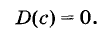 D(c) = 0.